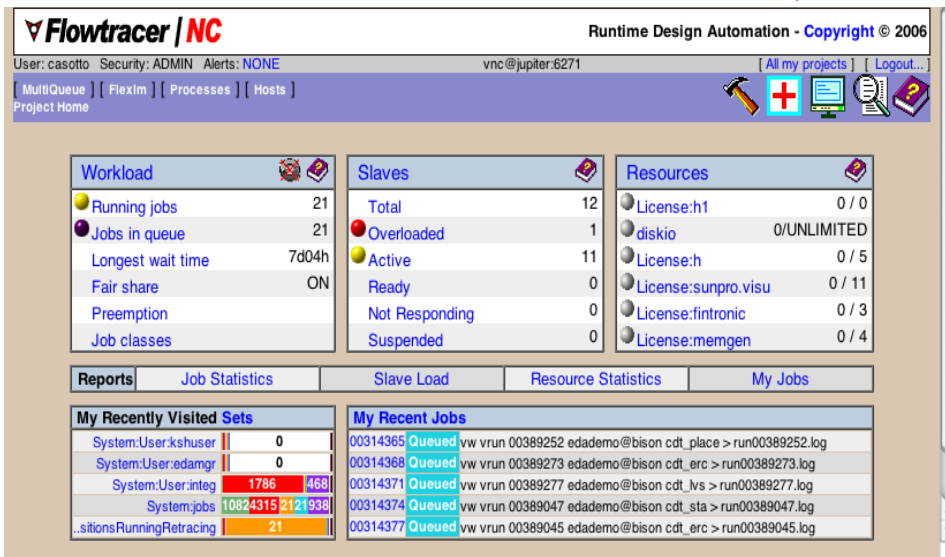 Flowtracer / NC
Runtime Design Automation - Copyright © 2006
User: casotto Security: ADMIN Alerts: NONE vnc@jupiter:6271 [ All my projects ] [ Logout... ]
[ MultiQueue ] [ Flexlm ] [ Processes ] [ Hosts ]
Project Home
Workload
Running jobs 21
Jobs in queue 21
Longest wait time 7d04h
Fair share ON
Preemption
Job classes
Slaves
Total 12
Overloaded 1
Active 11
Ready 0
Not Responding 0
Suspended 0
Resources
License:h1 0 / 0
diskio 0/UNLIMITED
License:h 0 / 5
License:sunpro.visu 0 / 11
License:fintronic 0 / 3
License:memgen 0 / 4
Reports Job Statistics Slave Load Resource Statistics My Jobs
My Recently Visited Sets
System:User:kshuser 0
System:User:edamgr 0
System:User:integ 1786 468
System:jobs 1082 4315 21 21 938
..sitionsRunningRetracing 21
My Recent Jobs
00314365 Queued vw vrun 00389252 edademo@bison cdt_place > run00389252.log
00314368 Queued vw vrun 00389273 edademo@bison cdt_erc > run00389273.log
00314371 Queued vw vrun 00389277 edademo@bison cdt_lvs > run00389277.log
00314374 Queued vw vrun 00389047 edademo@bison cdt_sta > run00389047.log
00314377 Queued vw vrun 00389045 edademo@bison cdt_erc > run00389045.log